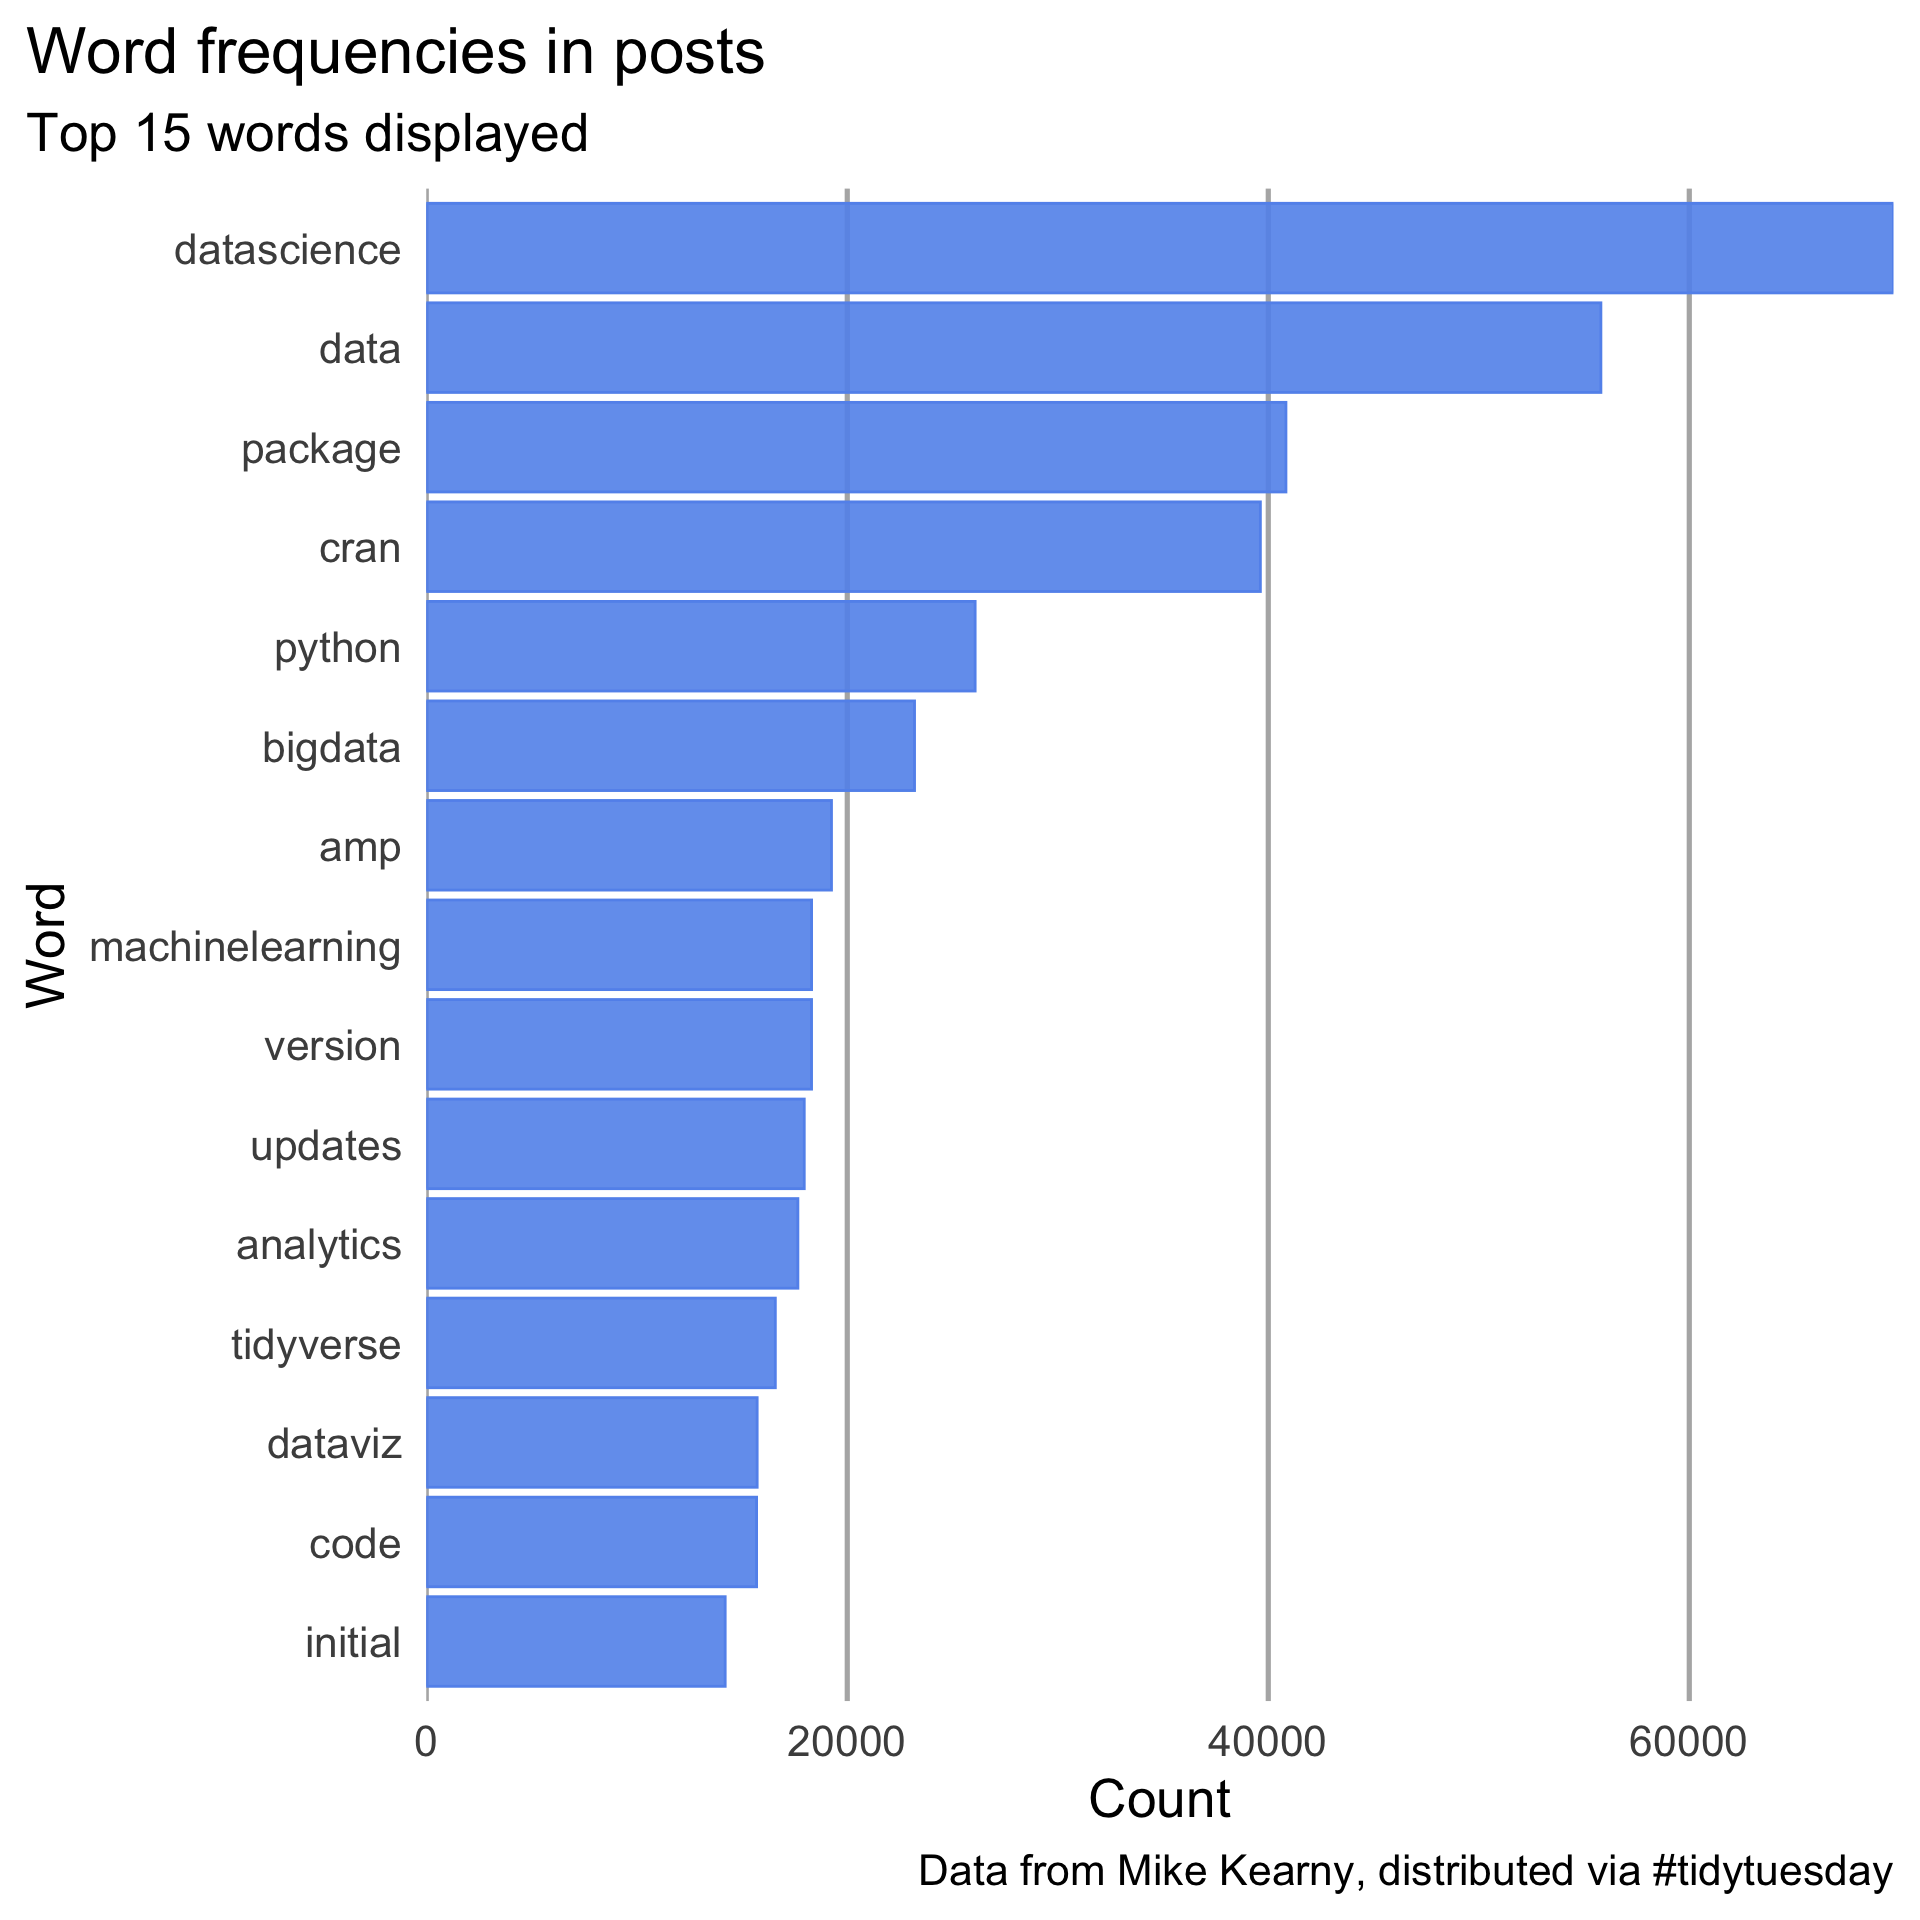 Word frequencies in posts
Top 15 words displayed
datascience
data
package
cran
python
bigdata
amp
machinelearning
version
updates
analytics
tidyverse
dataviz
code
initial
Word
0 20000 40000 60000
Count
Data from Mike Kearny, distributed via #tidytuesday